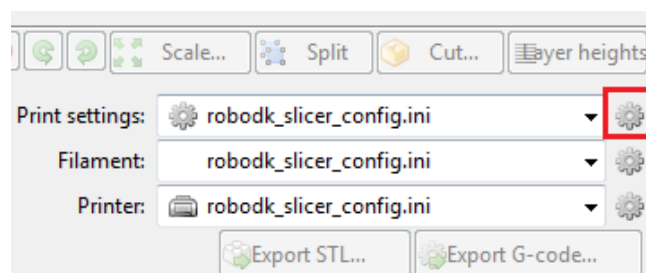 Scale... Split Cut... Layer heights
Print settings: robodk_slicer_config.ini
Filament: robodk_slicer_config.ini
Printer: robodk_slicer_config.ini
Export STL... Export G-code...